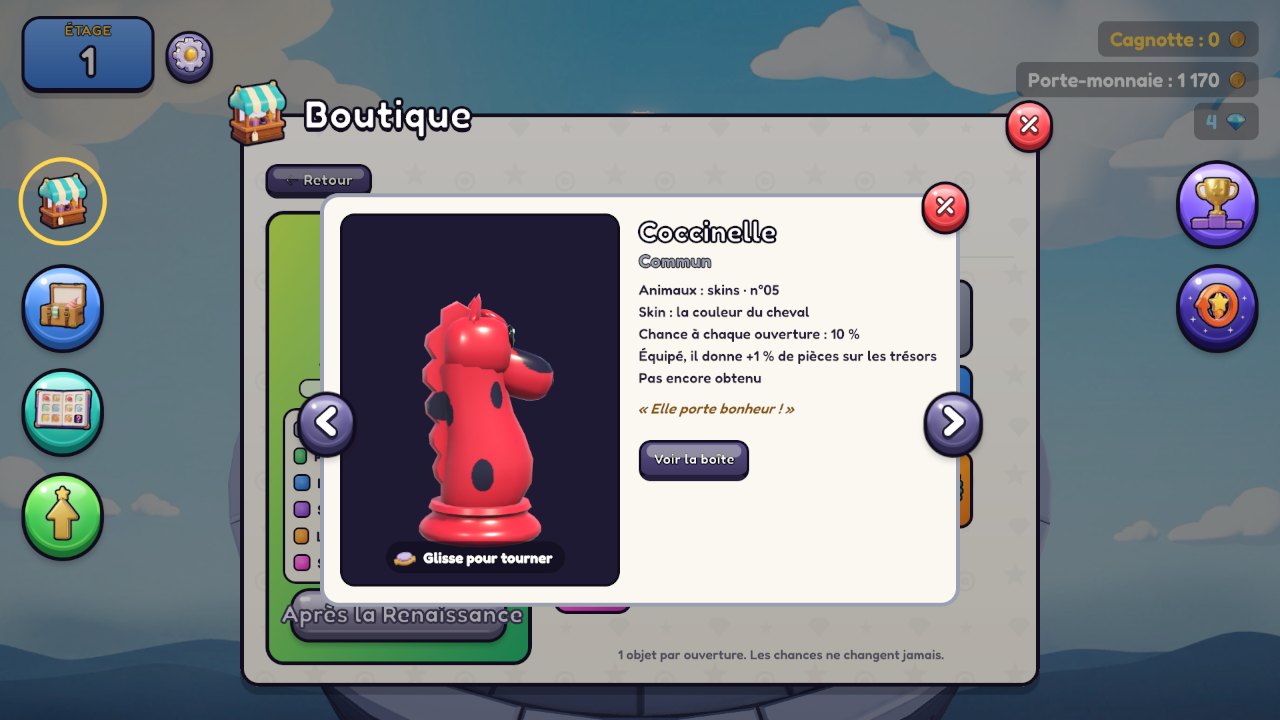 ÉTAGE
1
Cagnotte : 0
Porte-monnaie : 1 170
4
Boutique
← Retour
Coccinelle
Commun
Animaux : skins · n°05
Skin : la couleur du cheval
Chance à chaque ouverture : 10 %
Équipé, il donne +1 % de pièces sur les trésors
Pas encore obtenu
« Elle porte bonheur ! »
Voir la boîte
Glisse pour tourner
Après la Renaissance
1 objet par ouverture. Les chances ne changent jamais.